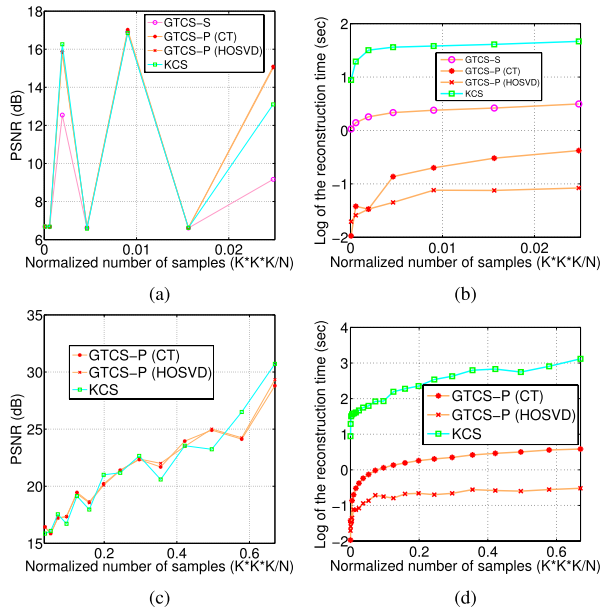 18
16
14
12
10
8
6
PSNR (dB)
0
0.01
0.02
Normalized number of samples (K*K*K/N)
GTCS-S
GTCS-P (CT)
GTCS-P (HOSVD)
KCS
(a)
2
1
0
−1
−2
Log of the reconstruction time (sec)
0
0.01
0.02
Normalized number of samples (K*K*K/N)
GTCS-S
GTCS-P (CT)
GTCS-P (HOSVD)
KCS
(b)
35
30
25
20
15
PSNR (dB)
0.2
0.4
0.6
Normalized number of samples (K*K*K/N)
GTCS−P (CT)
GTCS−P (HOSVD)
KCS
(c)
4
3
2
1
0
−1
−2
Log of the reconstruction time (sec)
0
0.2
0.4
0.6
Normalized number of samples (K*K*K/N)
GTCS−P (CT)
GTCS−P (HOSVD)
KCS
(d)